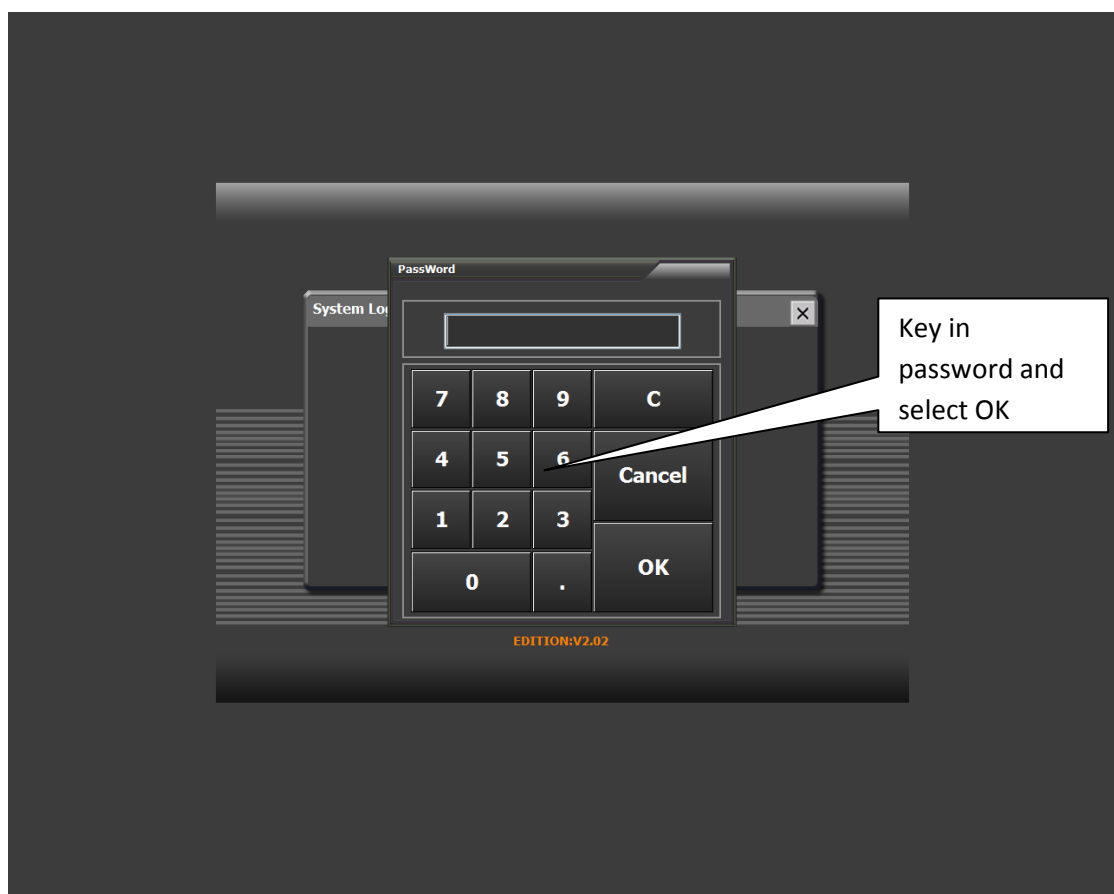 PassWord
System Lo
Key in
password and
select OK
7 8 9 C
4 5 6 Cancel
1 2 3
0 . OK
EDITION:V2.02